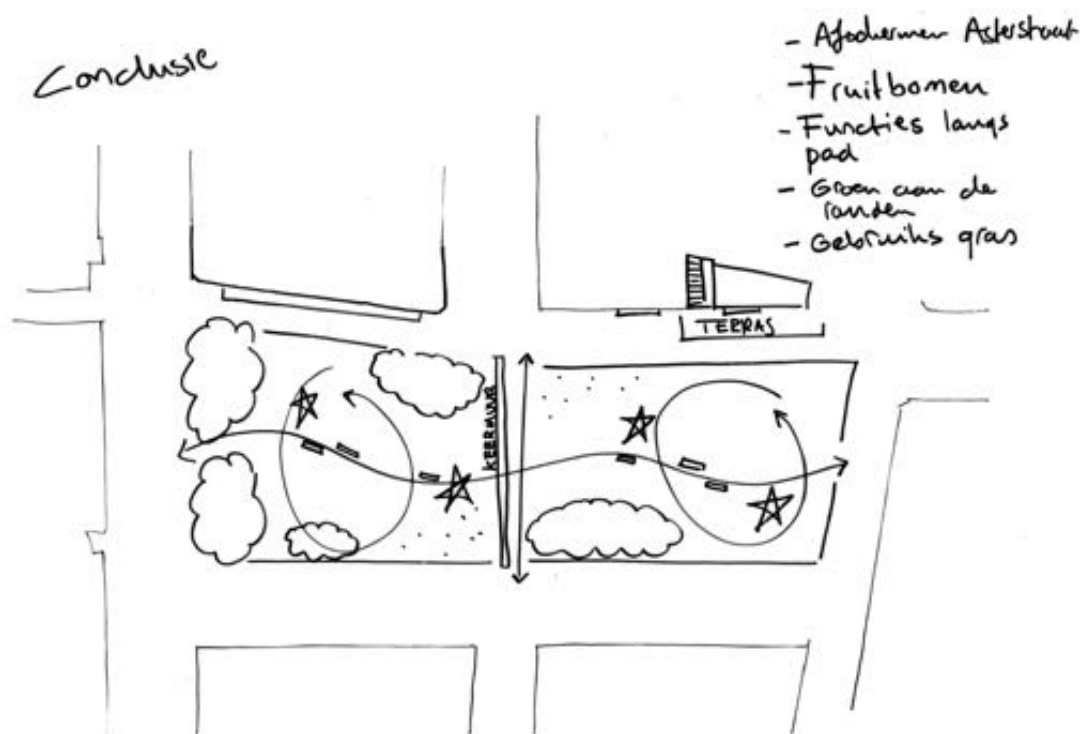 Conclusie
- Afschermen Asterstraat
- Fruitbomen
- Functies langs
pad
- Groen aan de
randen
- Gebruiks gras
TERRAS
KEERMUUR